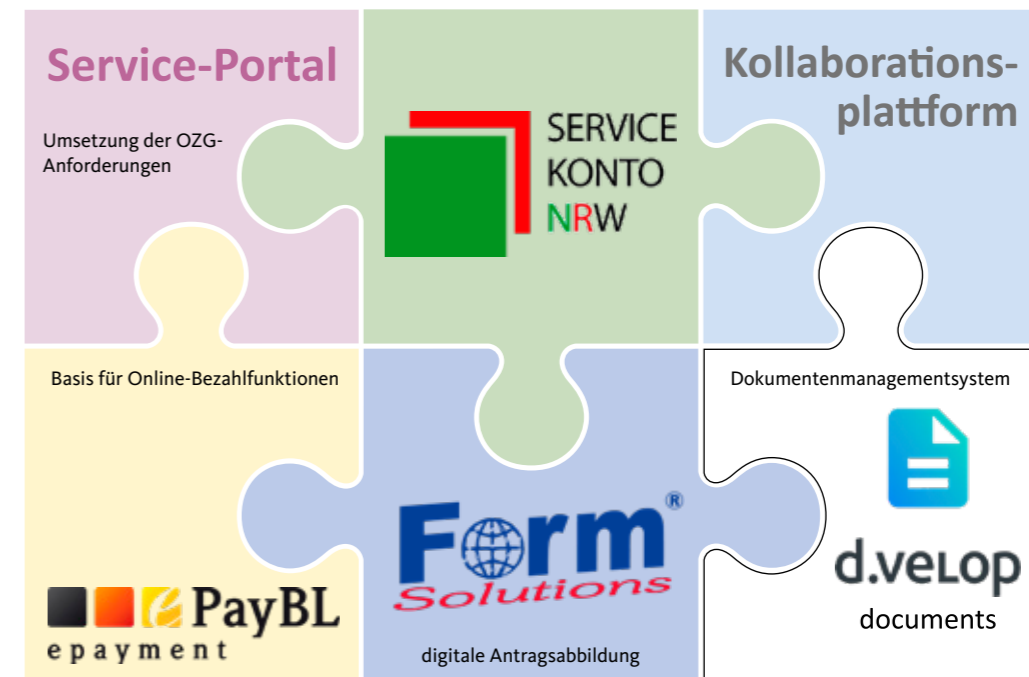 Service-Portal
Umsetzung der OZG-
Anforderungen
SERVICE
KONTO
NRW
Kollaborations-
plattform
Basis für Online-Bezahlfunktionen
PayBL
epayment
Form®
Solutions
digitale Antragsabbildung
Dokumentenmanagementsystem
d.velop
documents